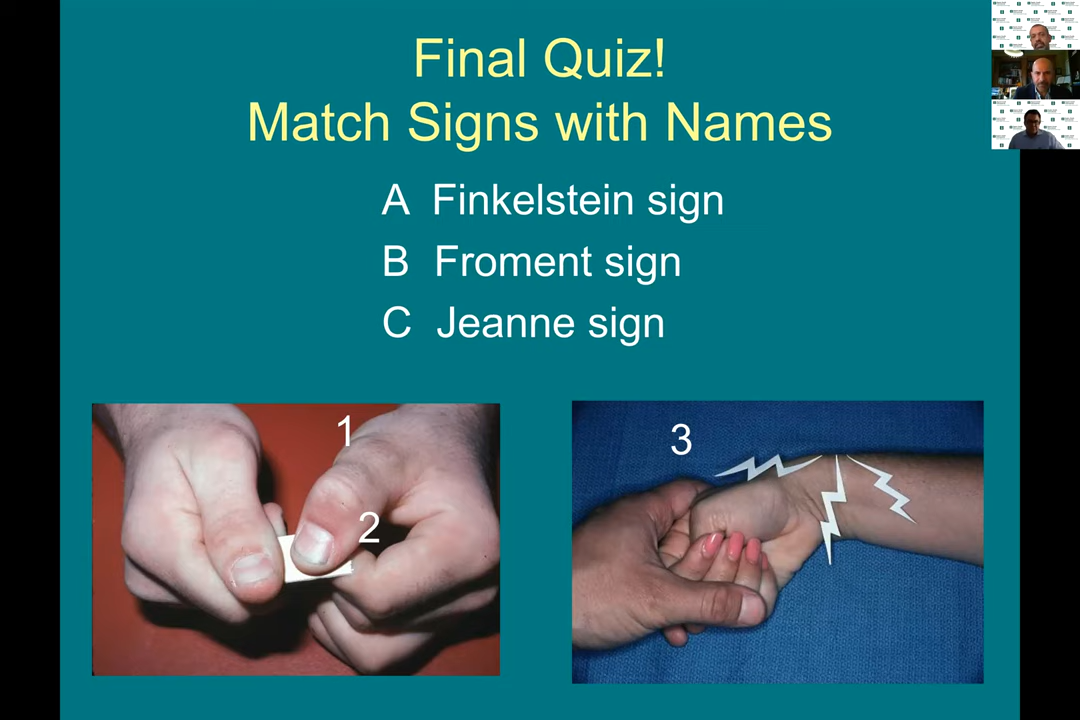 Final Quiz!
Match Signs with Names
A Finkelstein sign
B Froment sign
C Jeanne sign
1
2
3